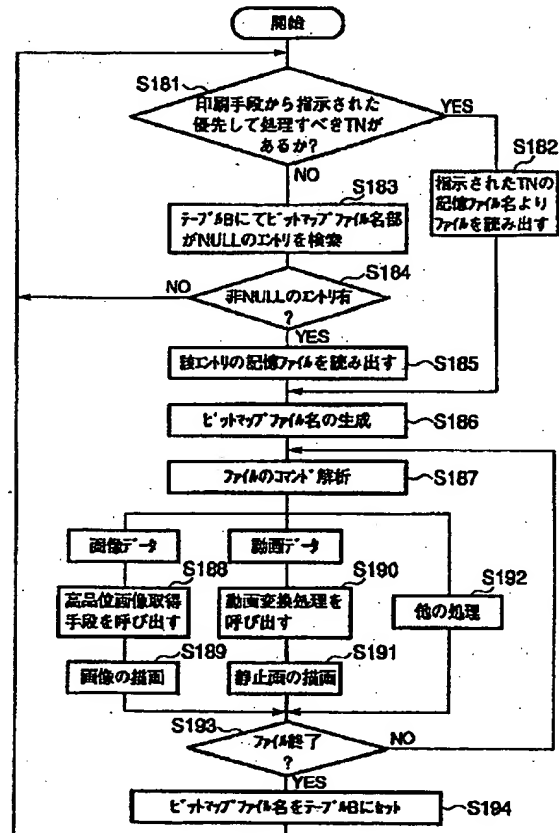 開始
S181
印刷手段から指示された
優先して処理すべきTNが
あるか?
YES
NO
S182
指示されたTNの
記憶ファイル名より
ファイルを読み出す
S183
テーブルBにてビットマップファイル名部
がNULLのエントリを検索
S184
NO
非NULLのエントリ有
?
YES
該エントリの記憶ファイルを読み出す
S185
ビットマップファイル名の生成
S186
ファイルのコマンド解析
S187
画像データ
動画データ
S188
S190
S192
高品位画像取得
手段を呼び出す
動画変換処理を
呼び出す
他の処理
S189
S191
画像の描画
静止画の描画
S193
ファイル終了
?
NO
YES
ビットマップファイル名をテーブルBにセット
S194